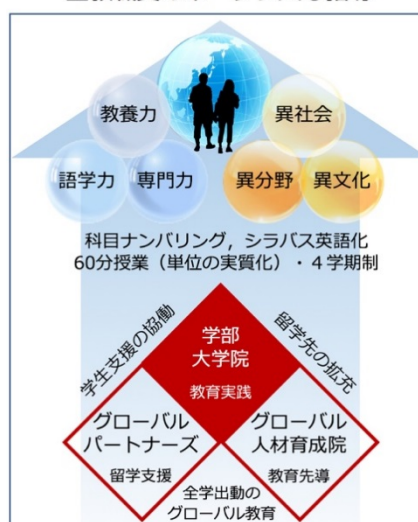 教養力
異社会
語学力
専門力
異分野
異文化
科目ナンバリング，シラバス英語化
60分授業（単位の実質化）・４学期制
学生支援の協働
留学先の拡充
学部
大学院
教育実践
グローバル
パートナーズ
留学支援
グローバル
人材育成院
教育先導
全学出動の
グローバル教育